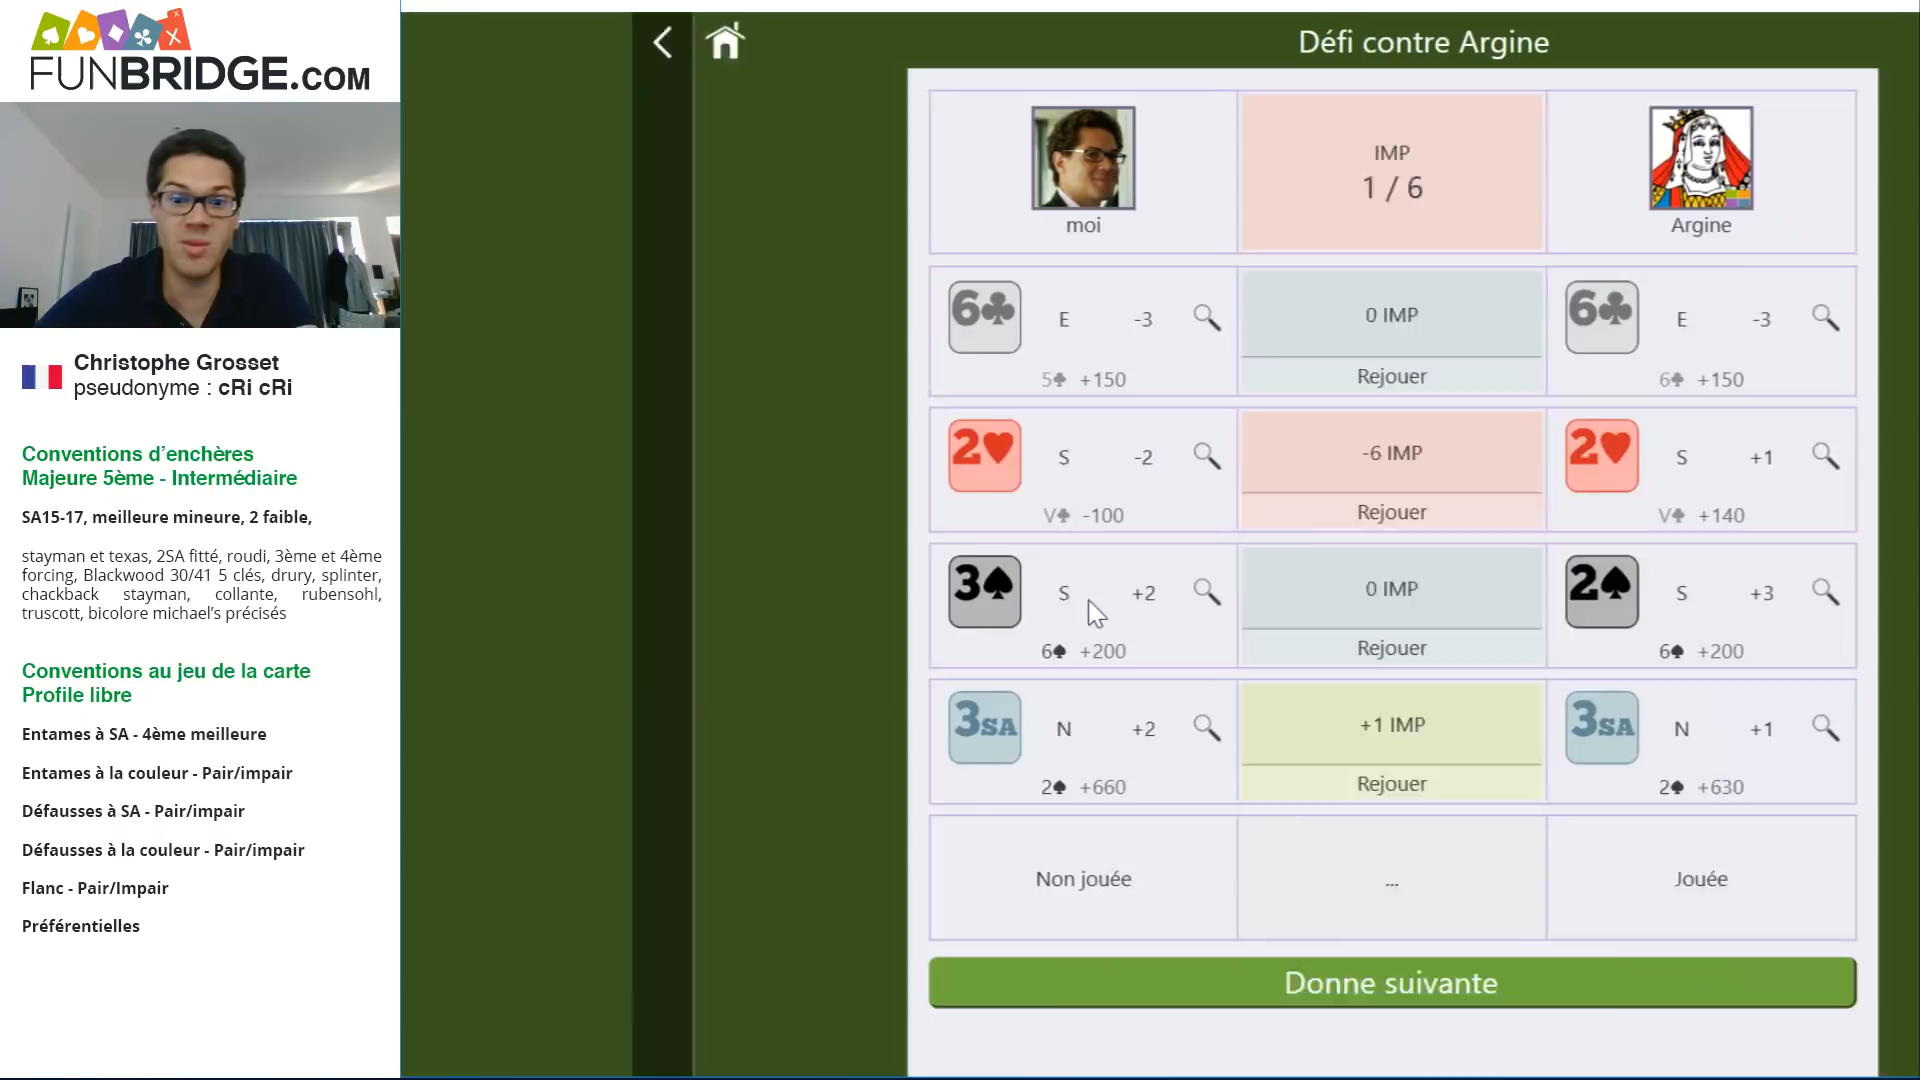 FUNBRIDGE.COM
Christophe Grosset
pseudonyme : cRi cRi
Conventions d'enchères
Majeure 5ème - Intermédiaire
SA15-17, meilleure mineure, 2 faible,
stayman et texas, 2SA fitté, roudi, 3ème et 4ème
forcing, Blackwood 30/41 5 clés, drury, splinter,
chackback stayman, collante, rubensohl,
truscott, bicolore michael's précisés
Conventions au jeu de la carte
Profile libre
Entames à SA - 4ème meilleure
Entames à la couleur - Pair/impair
Défausses à SA - Pair/impair
Défausses à la couleur - Pair/impair
Flanc - Pair/Impair
Préférentielles
Défi contre Argine
moi
IMP
1 / 6
Argine
6♣ E -3
5♣ +150
0 IMP
Rejouer
6♣ E -3
6♣ +150
2♥ S -2
V♣ -100
-6 IMP
Rejouer
2♥ S +1
V♣ +140
3♠ S +2
6♠ +200
0 IMP
Rejouer
2♠ S +3
6♠ +200
3SA N +2
2♠ +660
+1 IMP
Rejouer
3SA N +1
2♠ +630
Non jouée
...
Jouée
Donne suivante